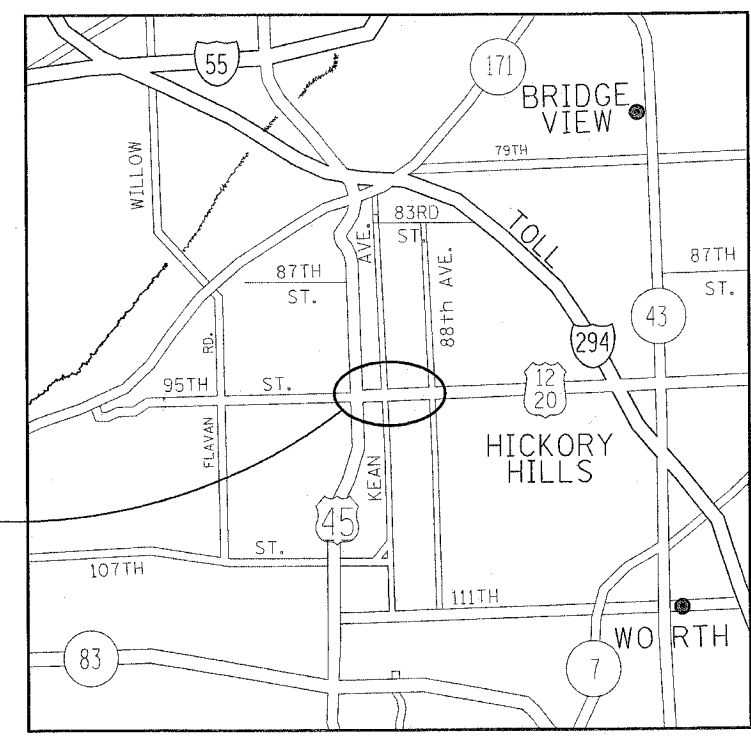 55
171
BRIDGE
VIEW
WILLOW
79TH
83RD
ST.
AVE.
TOLL
87TH
ST.
88th AVE.
87TH
ST.
43
294
RD.
95TH ST.
12
20
HICKORY
HILLS
FLAVAN
KEAN
45
ST.
107TH
111TH
WORTH
83
7